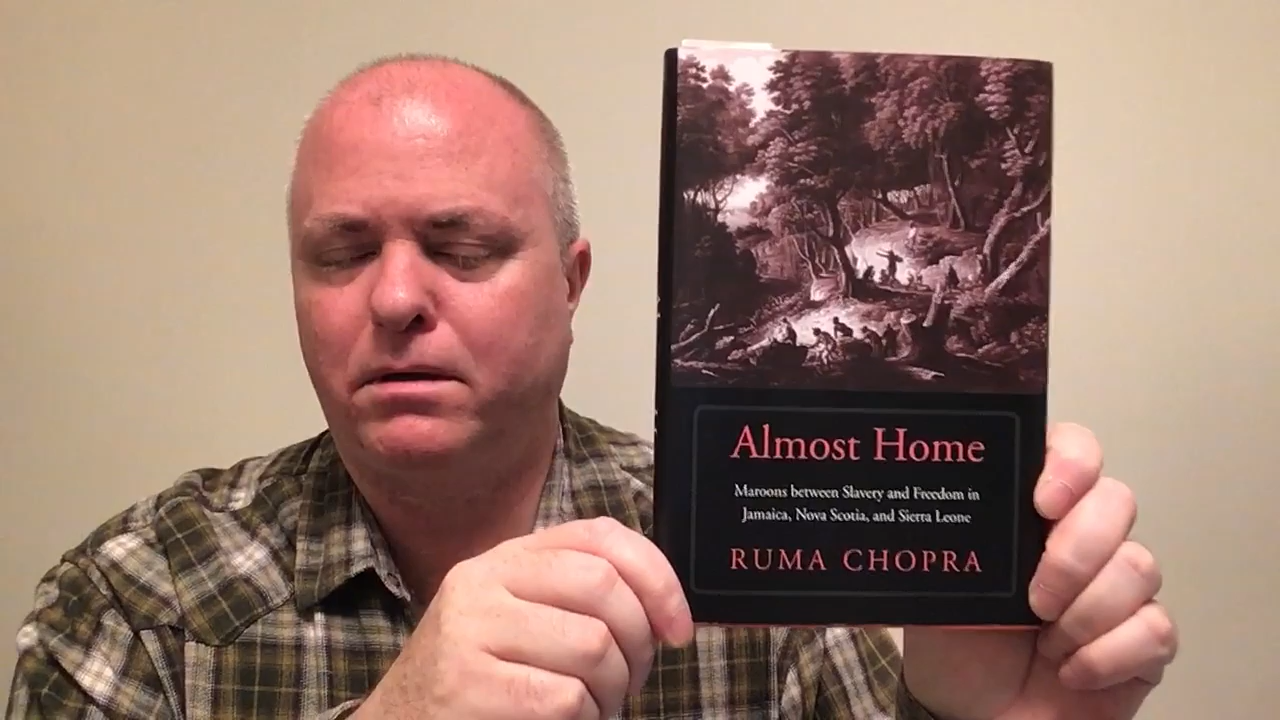 Almost Home
Maroons between Slavery and Freedom in
Jamaica, Nova Scotia, and Sierra Leone
RUMA CHOPRA